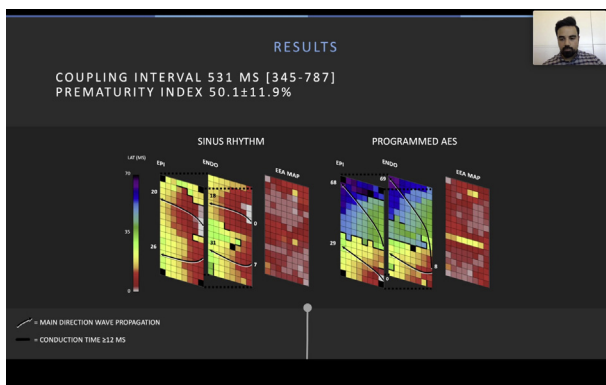 RESULTS
COUPLING INTERVAL 531 MS [345-787]
PREMATURITY INDEX 50.1±11.9%
SINUS RHYTHM
PROGRAMMED AES
LAT (MS)
EPI
ENDO
EEA MAP
EPI
ENDO
EEA MAP
70
35
0
20
26
18
31
0
7
68
29
0
69
8
= MAIN DIRECTION WAVE PROPAGATION
= CONDUCTION TIME ≥12 MS